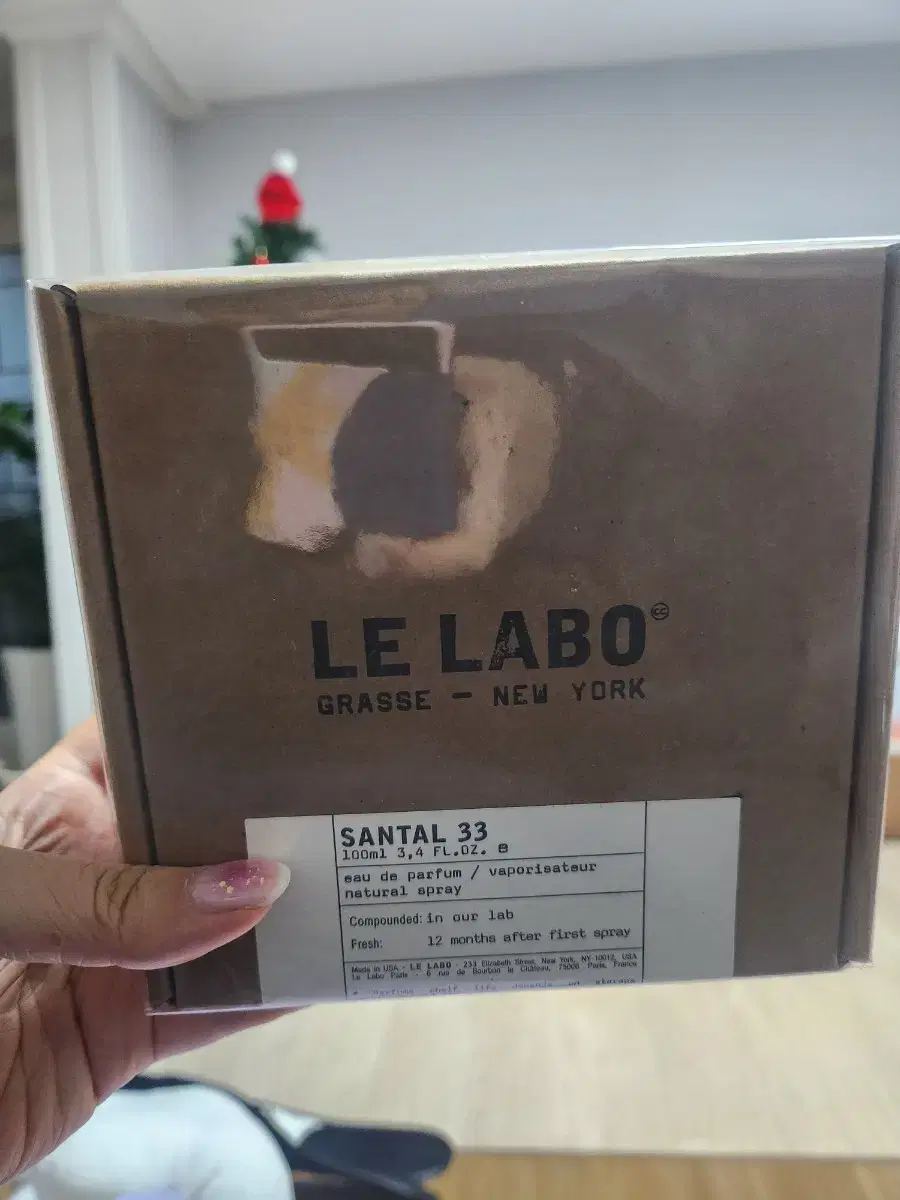 LE LABO
GRASSE — NEW YORK
SANTAL 33
100ml 3,4 FL.OZ. e
eau de parfum / vaporisateur
natural spray
Compounded: in our lab
Fresh: 12 months after first spray
Made in USA - LE LABO - 233 Elizabeth Street, New York, NY 10012, USA
Le Labo Paris - 6 rue de Bourbon le Château, 75006 Paris, France